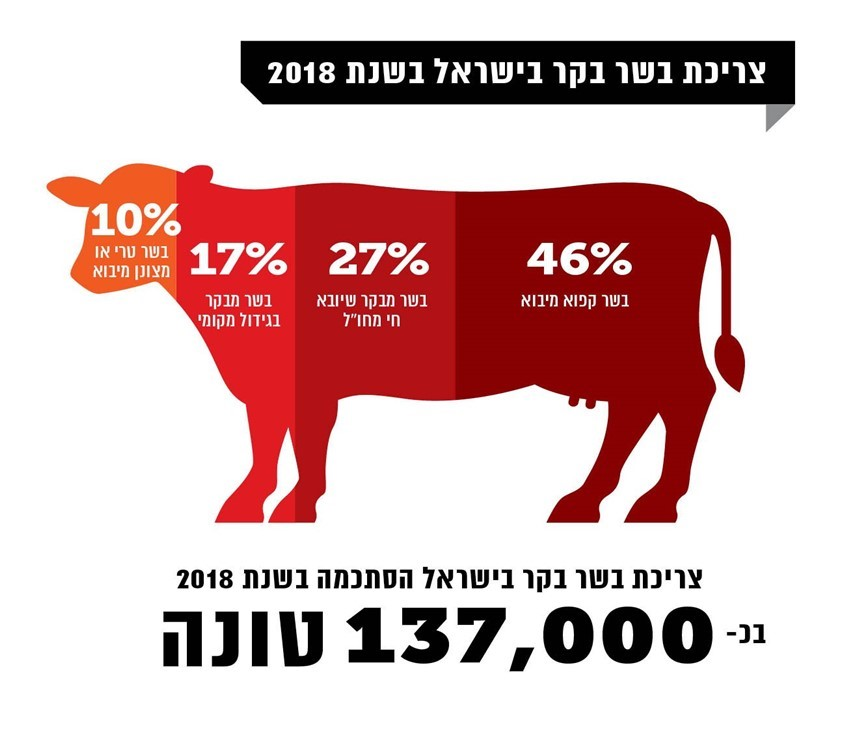 צריכת בשר בקר בישראל בשנת 2018
46%
בשר קפוא מיבוא
27%
בשר מבקר שיובא
חי מחו"ל
17%
בשר מבקר
בגידול מקומי
10%
בשר טרי או
מצונן מיבוא
צריכת בשר בקר בישראל הסתכמה בשנת 2018
בכ- 137,000 טונה